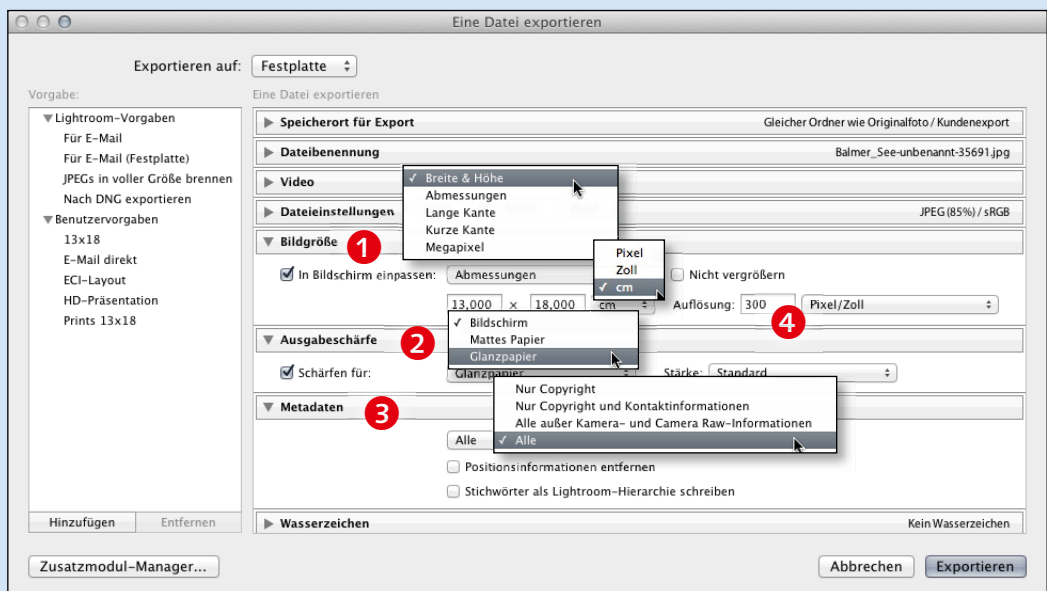 Eine Datei exportieren
Exportieren auf: Festplatte
Vorgabe:
Lightroom-Vorgaben
Für E-Mail
Für E-Mail (Festplatte)
JPEGs in voller Größe brennen
Nach DNG exportieren
Benutzervorgaben
13x18
E-Mail direkt
ECI-Layout
HD-Präsentation
Prints 13x18
Hinzufügen Entfernen
Eine Datei exportieren
Speicherort für Export Gleicher Ordner wie Originalfoto / Kundenexport
Dateibenennung Balmer_See-unbenannt-35691.jpg
Video
✓ Breite & Höhe
Abmessungen
Lange Kante
Kurze Kante
Megapixel
Dateieinstellungen JPEG (85%) / sRGB
Bildgröße 1
In Bildschirm einpassen: Abmessungen Nicht vergrößern
Pixel
Zoll
✓ cm
13,000 × 18,000 cm Auflösung: 300 Pixel/Zoll
4
✓ Bildschirm
Mattes Papier
Glanzpapier
Ausgabeschärfe 2
Schärfen für: Glanzpapier Stärke: Standard
Metadaten 3
Nur Copyright
Nur Copyright und Kontaktinformationen
Alle außer Kamera- und Camera Raw-Informationen
✓ Alle
Alle
Positionsinformationen entfernen
Stichwörter als Lightroom-Hierarchie schreiben
Wasserzeichen Kein Wasserzeichen
Zusatzmodul-Manager... Abbrechen Exportieren